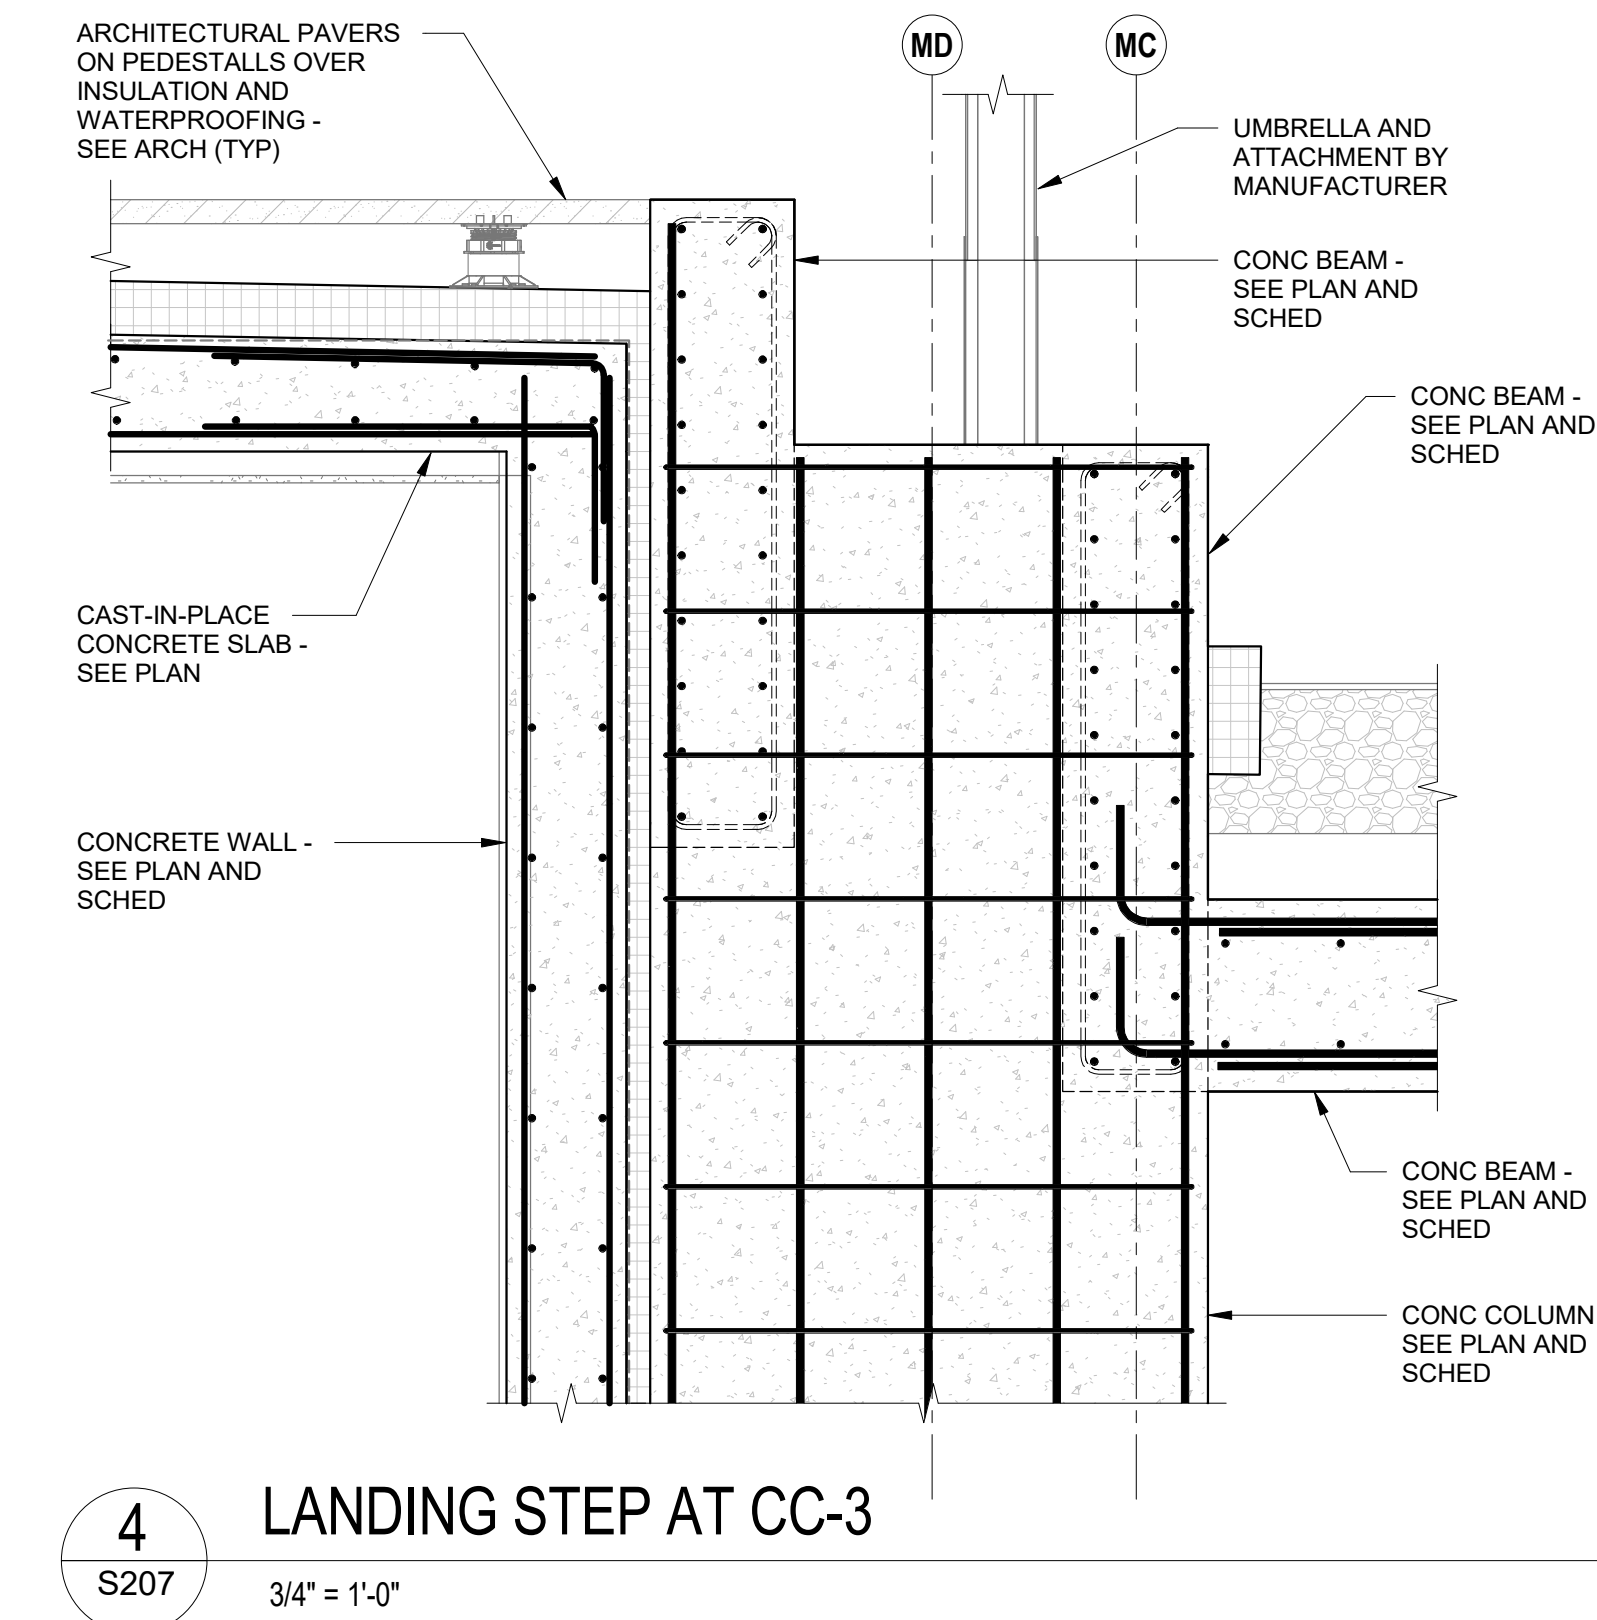 ARCHITECTURAL PAVERS
ON PEDESTALLS OVER
INSULATION AND
WATERPROOFING -
SEE ARCH (TYP)
MD
MC
UMBRELLA AND
ATTACHMENT BY
MANUFACTURER
CONC BEAM -
SEE PLAN AND
SCHED
CONC BEAM -
SEE PLAN AND
SCHED
CAST-IN-PLACE
CONCRETE SLAB -
SEE PLAN
CONCRETE WALL -
SEE PLAN AND
SCHED
CONC BEAM -
SEE PLAN AND
SCHED
CONC COLUMN
SEE PLAN AND
SCHED
4
S207
LANDING STEP AT CC-3
3/4" = 1'-0"